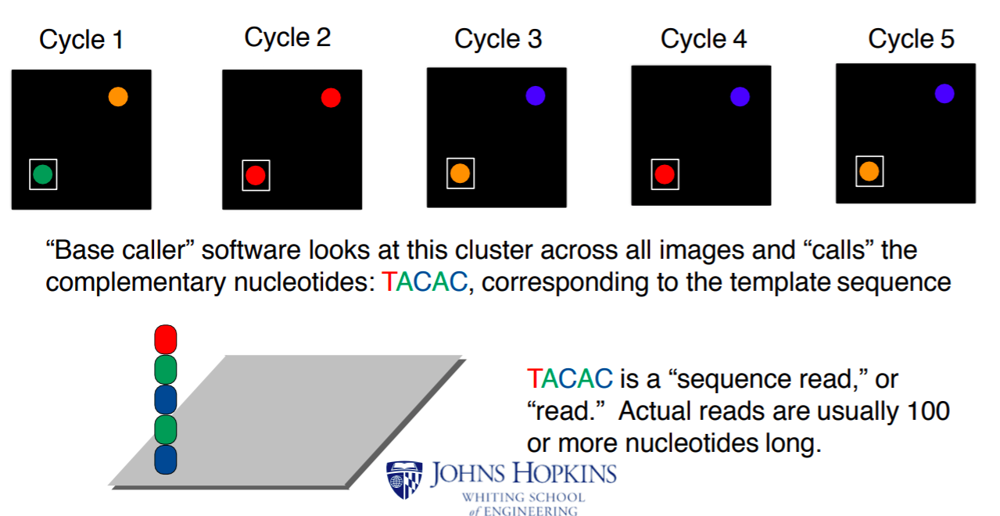 Cycle 1
Cycle 2
Cycle 3
Cycle 4
Cycle 5
“Base caller” software looks at this cluster across all images and “calls” the
complementary nucleotides: TACAC, corresponding to the template sequence
TACAC is a “sequence read,” or
“read.”  Actual reads are usually 100
or more nucleotides long.
JOHNS HOPKINS
WHITING SCHOOL
of ENGINEERING